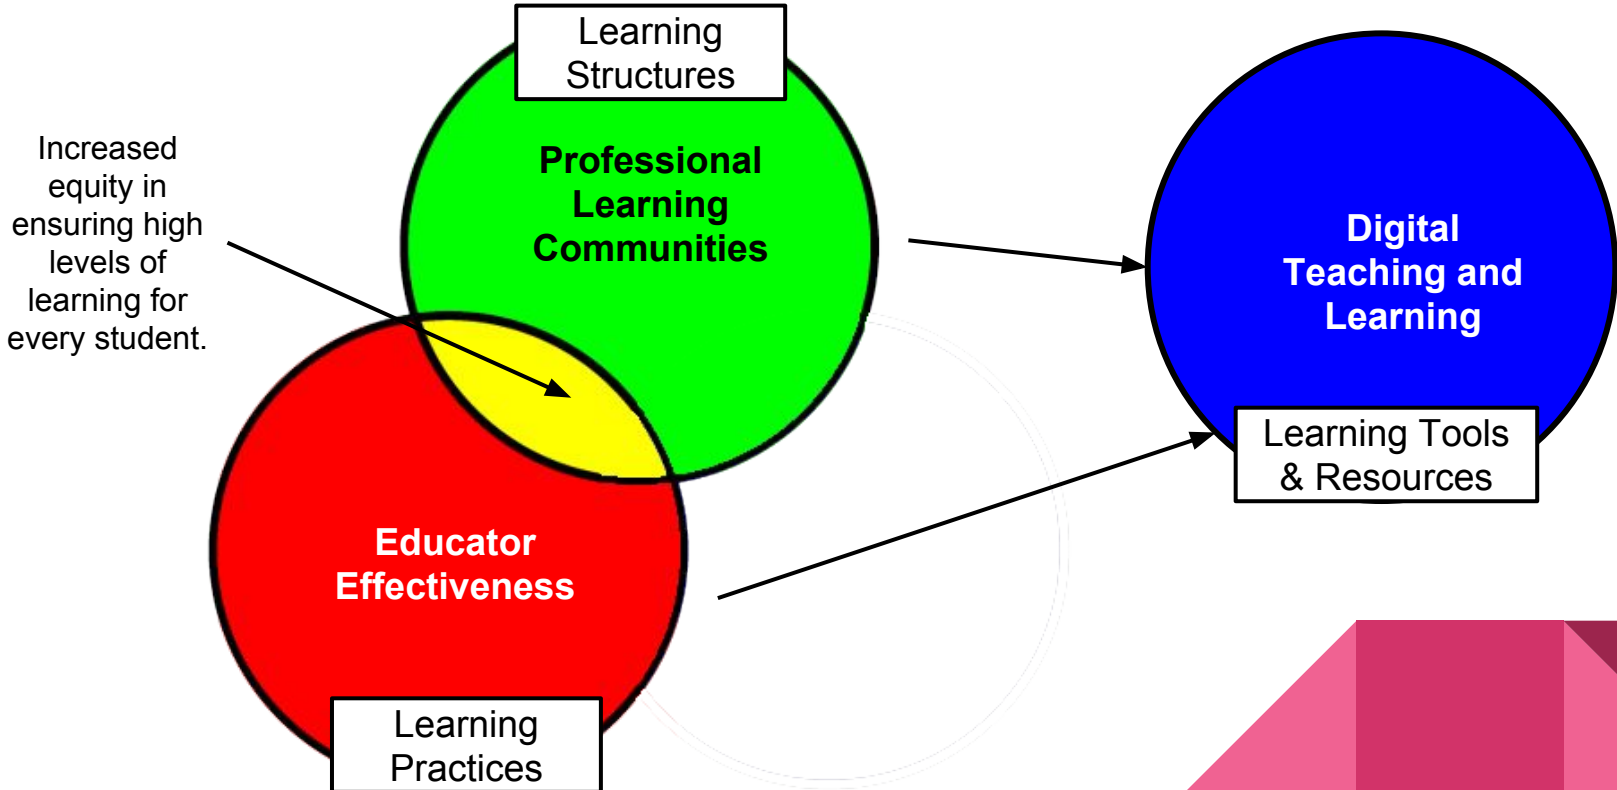 Learning
Structures
Increased
equity in
ensuring high
levels of
learning for
every student.
Professional
Learning
Communities
Digital
Teaching and
Learning
Learning Tools
& Resources
Educator
Effectiveness
Learning
Practices